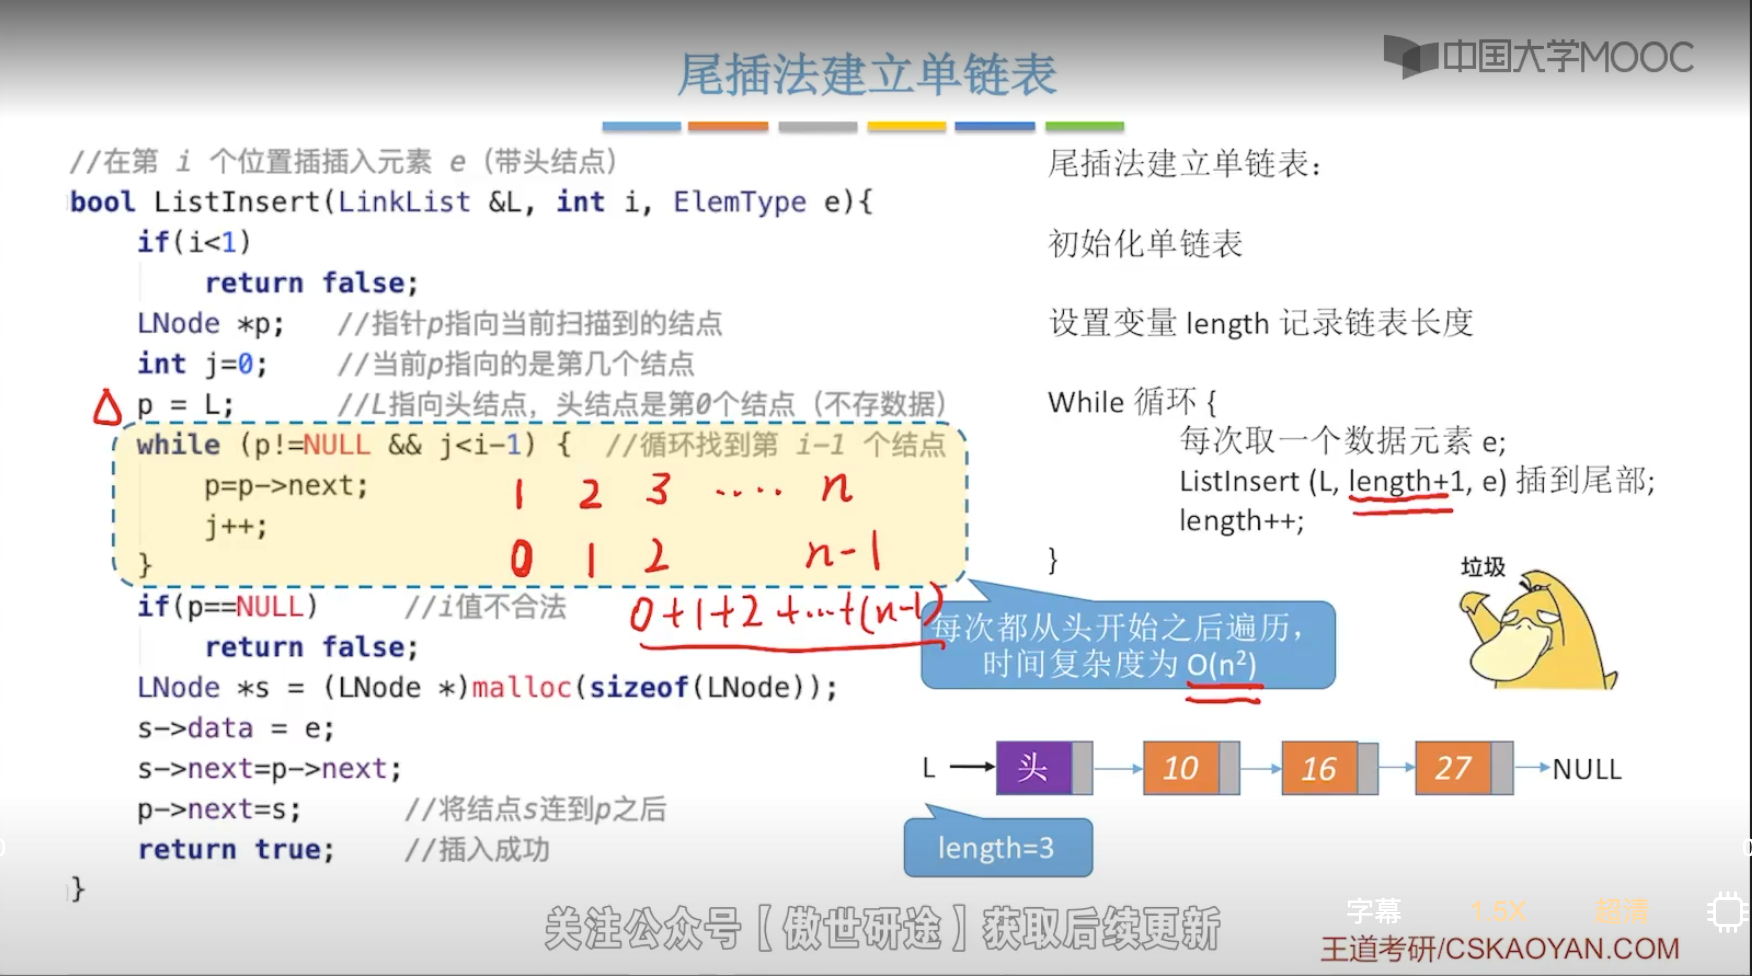 中国大学MOOC
尾插法建立单链表
//在第 i 个位置插插入元素 e（带头结点）
bool ListInsert(LinkList &L, int i, ElemType e){
if(i<1)
return false;
LNode *p; //指针p指向当前扫描到的结点
int j=0; //当前p指向的是第几个结点
p = L; //L指向头结点，头结点是第0个结点（不存数据）
while (p!=NULL && j<i-1) { //循环找到第 i-1 个结点
p=p->next;
j++;
}
1 2 3 ···· n
0 1 2 n-1
0+1+2+···+(n-1)
if(p==NULL) //i值不合法
return false;
LNode *s = (LNode *)malloc(sizeof(LNode));
s->data = e;
s->next=p->next;
p->next=s; //将结点s连到p之后
return true; //插入成功
}
尾插法建立单链表：
初始化单链表
设置变量 length 记录链表长度
While 循环 {
每次取一个数据元素 e;
ListInsert (L, length+1, e) 插到尾部;
length++;
}
垃圾
每次都从头开始之后遍历，
时间复杂度为 O(n²)
L 头 10 16 27 NULL
length=3
关注公众号【傲世研途】获取后续更新
字幕 1.5X 超清
王道考研/CSKAOYAN.COM